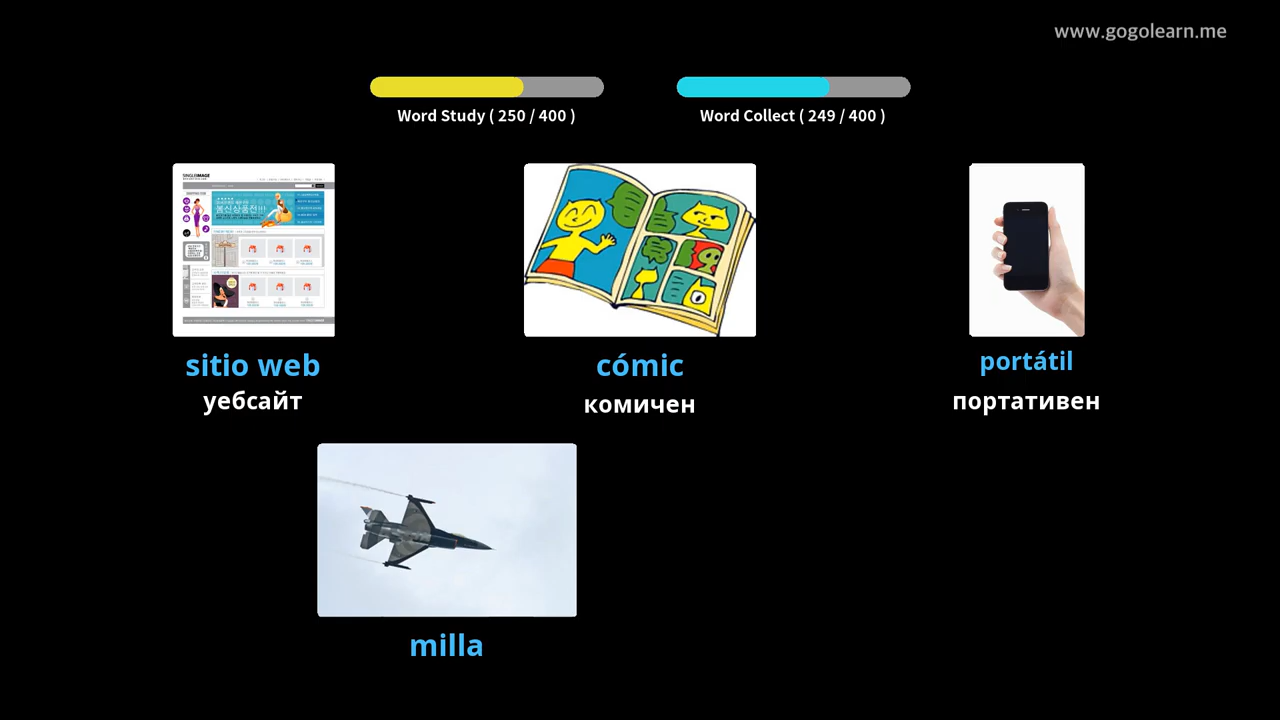 www.gogolearn.me
Word Study ( 250 / 400 )
Word Collect ( 249 / 400 )
sitio web
уебсайт
cómic
комичен
portátil
портативен
milla